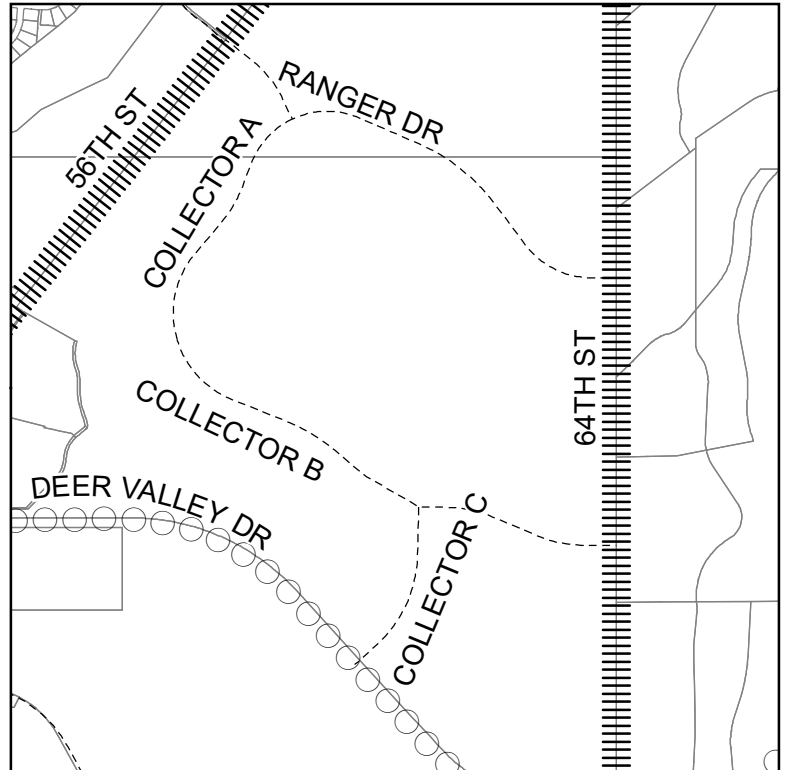 RANGER DR
56TH ST
COLLECTOR A
64TH ST
COLLECTOR B
DEER VALLEY DR
COLLECTOR C